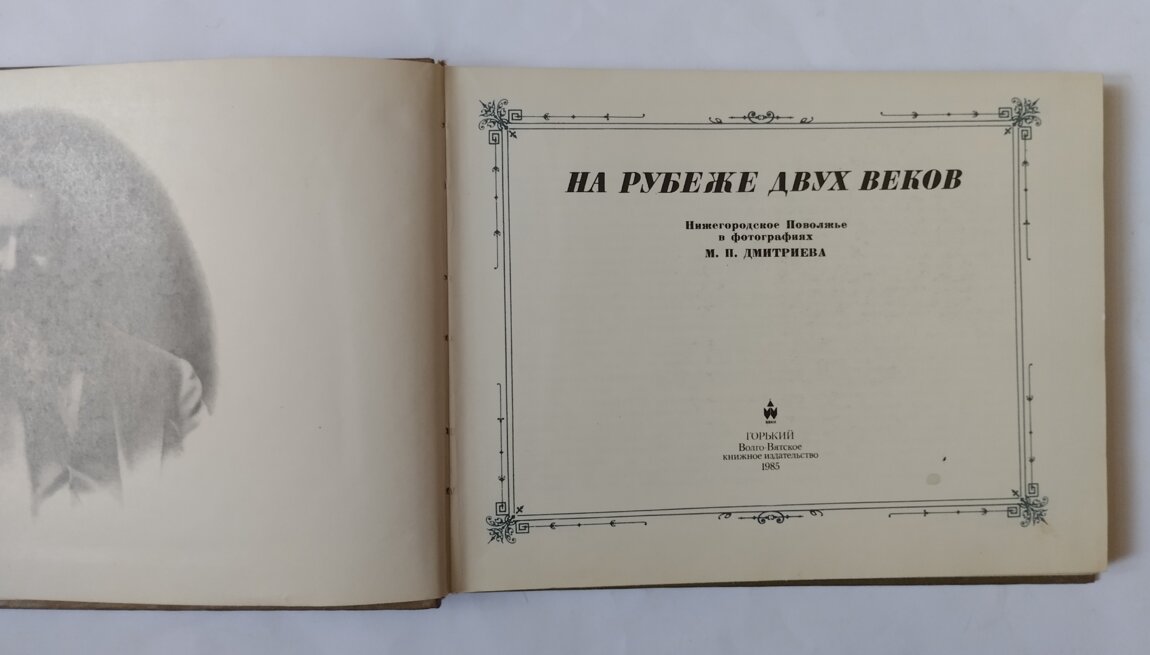 НА РУБЕЖЕ ДВУХ ВЕКОВ
Нижегородское Поволжье
в фотографиях
М. П. ДМИТРИЕВА
ГОРЬКИЙ
Волго-Вятское
книжное издательство
1985